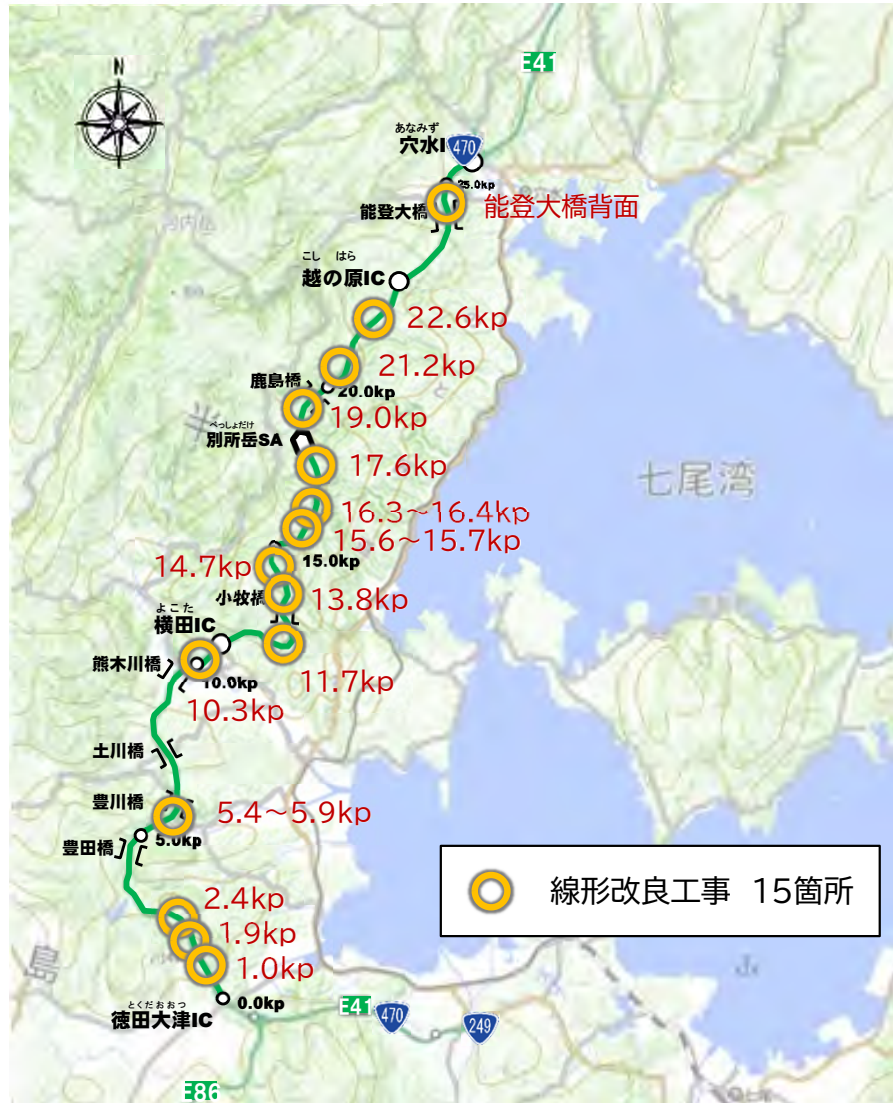 E41
N
あなみず
穴水I
470
25.0kp
能登大橋
能登大橋背面
こし はら
越の原IC
22.6kp
21.2kp
鹿島橋
20.0kp
19.0kp
べっしょだけ
別所岳SA
17.6kp
七尾湾
16.3～16.4kp
15.6～15.7kp
15.0kp
14.7kp
小牧橋
13.8kp
よこた
横田IC
11.7kp
熊木川橋
10.0kp
10.3kp
土川橋
豊川橋
5.4～5.9kp
5.0kp
豊田橋
線形改良工事 15箇所
2.4kp
1.9kp
島
1.0kp
0.0kp
とくだおおつ
徳田大津IC
E41
470
249
E86